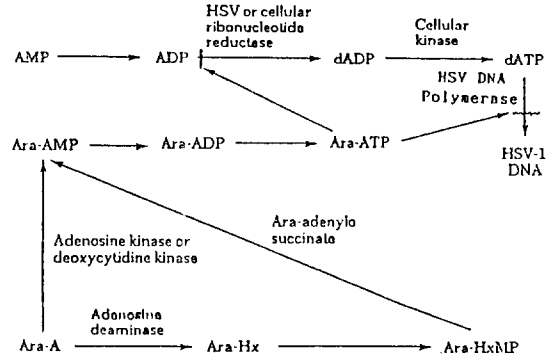 HSV or cellular
ribonucleotide
reductase
Cellular
kinase
AMP
ADP
dADP
dATP
HSV DNA
Polymerase
Ara-AMP
Ara-ADP
Ara-ATP
HSV-1
DNA
Ara-adenylo
succinate
Adenosine kinase or
deoxycytidine kinase
Adenosine
deaminase
Ara-A
Ara-Hx
Ara-HxMP